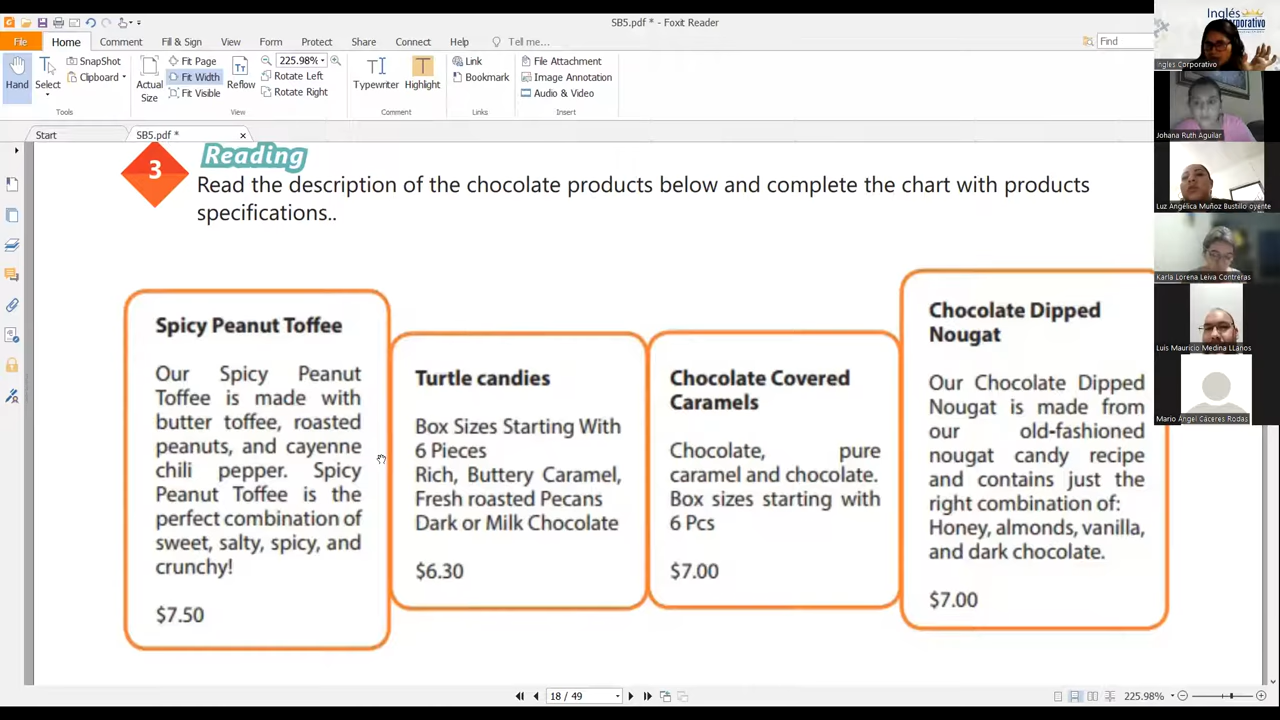 SB5.pdf * - Foxit Reader
File Home Comment Fill & Sign View Form Protect Share Connect Help Tell me... Find
Hand
Select
SnapShot
Clipboard
Actual Size
Fit Page
Fit Width
Fit Visible
Reflow
225.98%
Rotate Left
Rotate Right
Typewriter
Highlight
Link
Bookmark
File Attachment
Image Annotation
Audio & Video
Tools
View
Comment
Links
Insert
Start
SB5.pdf *
3
Reading
Read the description of the chocolate products below and complete the chart with products
specifications..
Spicy Peanut Toffee
Our Spicy Peanut
Toffee is made with
butter toffee, roasted
peanuts, and cayenne
chili pepper. Spicy
Peanut Toffee is the
perfect combination of
sweet, salty, spicy, and
crunchy!
$7.50
Turtle candies
Box Sizes Starting With
6 Pieces
Rich, Buttery Caramel,
Fresh roasted Pecans
Dark or Milk Chocolate
$6.30
Chocolate Covered
Caramels
Chocolate, pure
caramel and chocolate.
Box sizes starting with
6 Pcs
$7.00
Chocolate Dipped
Nougat
Our Chocolate Dipped
Nougat is made from
our old-fashioned
nougat candy recipe
and contains just the
right combination of:
Honey, almonds, vanilla,
and dark chocolate.
$7.00
Inglés
Corporativo
Inglés Corporativo
Johana Ruth Aguilar
Luz Angélica Muñoz Bustillo oyente
Karla Lorena Leiva Contreras
Luis Mauricio Medina LLanos
Mario Ángel Cáceres Rodas
18 / 49
225.98%